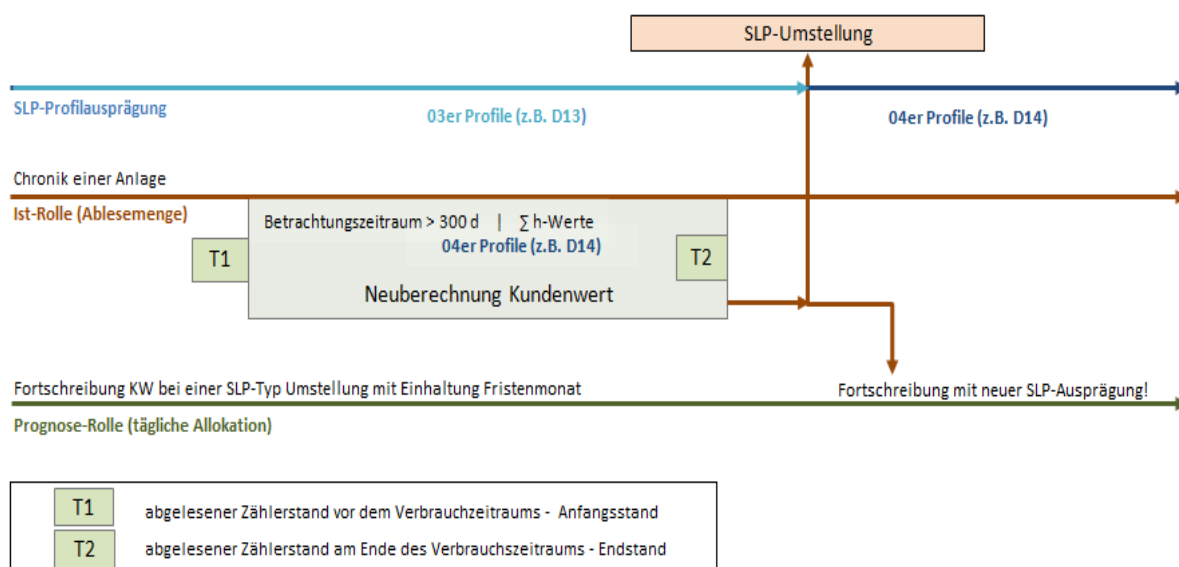 SLP-Umstellung
SLP-Profilausprägung
03er Profile (z.B. D13)
04er Profile (z.B. D14)
Chronik einer Anlage
Ist-Rolle (Ablesemenge)
Betrachtungszeitraum > 300 d | ∑ h-Werte
04er Profile (z.B. D14)
T1
T2
Neuberechnung Kundenwert
Fortschreibung KW bei einer SLP-Typ Umstellung mit Einhaltung Fristenmonat
Fortschreibung mit neuer SLP-Ausprägung!
Prognose-Rolle (tägliche Allokation)
T1 abgelesener Zählerstand vor dem Verbrauchzeitraums - Anfangsstand
T2 abgelesener Zählerstand am Ende des Verbrauchszeitraums - Endstand